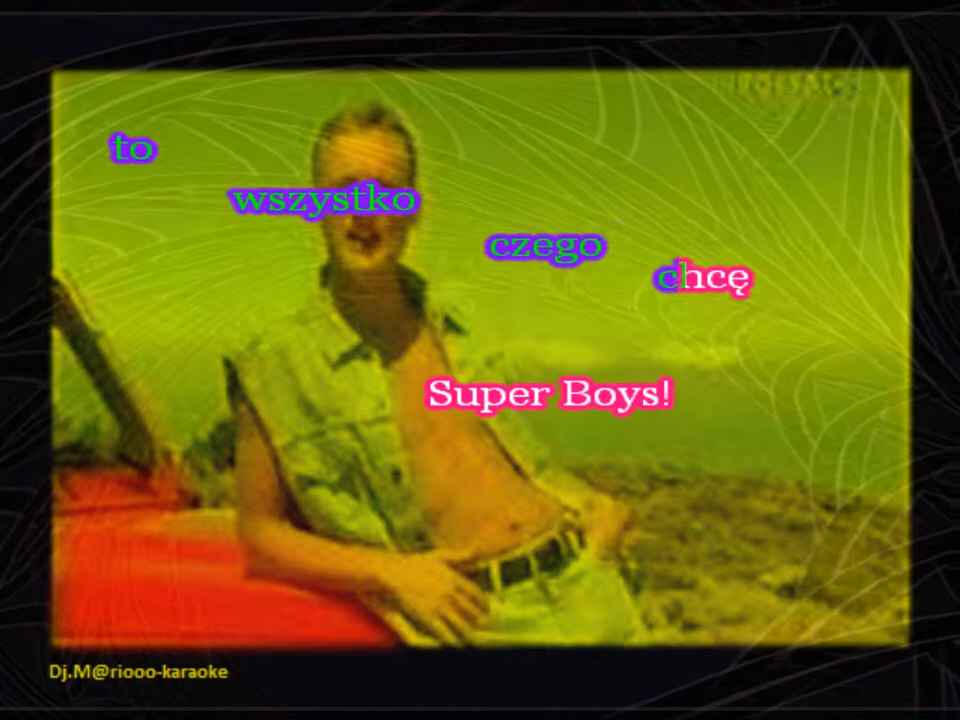 to
wszystko
czego
chcę
Super Boys!
Dj.M@riooo-karaoke